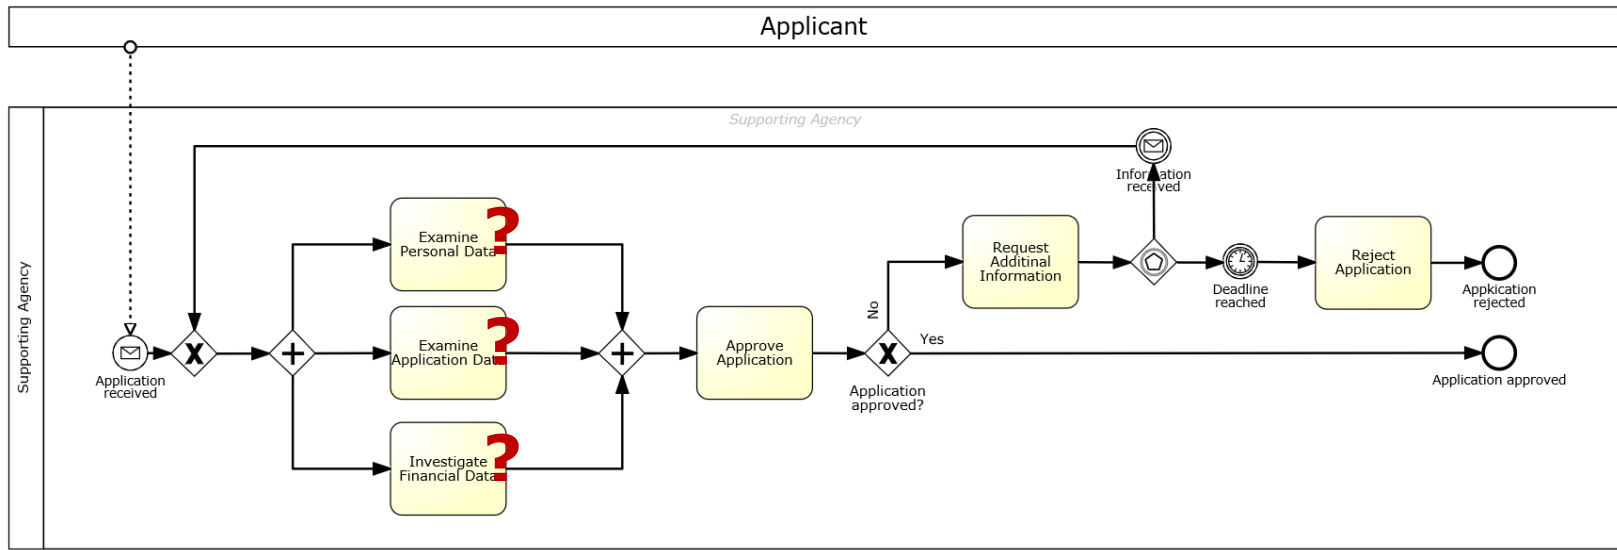 Applicant
Supporting Agency
Supporting Agency
Information
received
Examine
Personal Data
?
Request
Additinal
Information
Reject
Application
Deadline
reached
Appkication
rejected
No
Examine
Application Data
?
Approve
Application
Yes
Application
received
Application
approved?
Application approved
Investigate
Financial Data
?